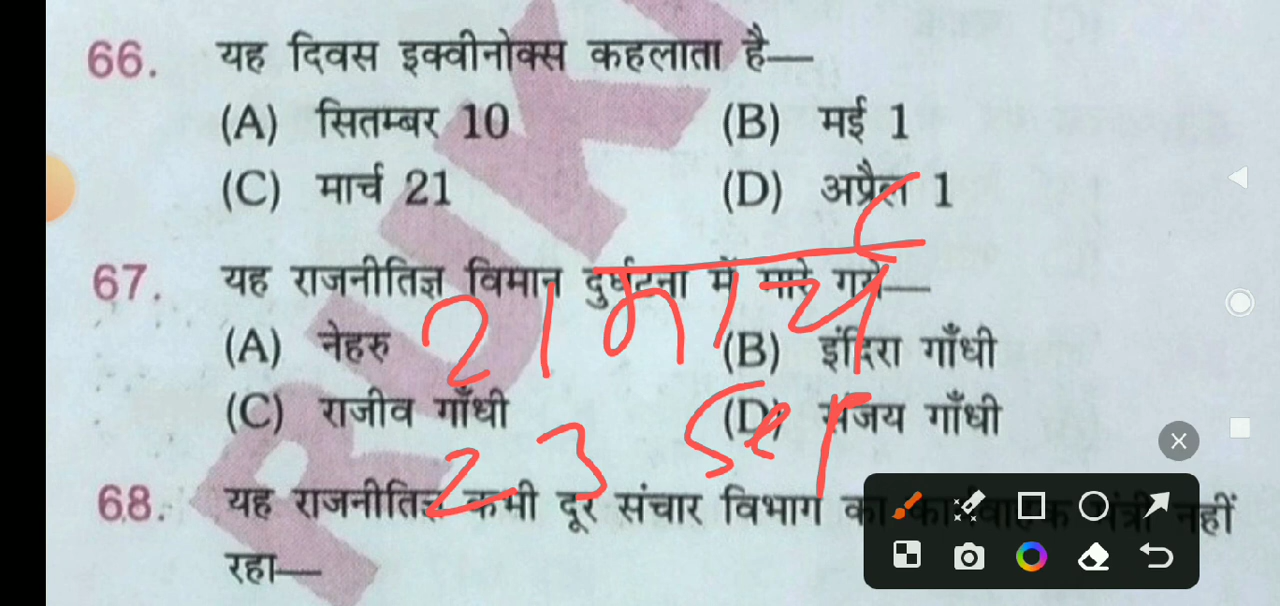 66. यह दिवस इक्वीनोक्स कहलाता है—
(A) सितम्बर 10 (B) मई 1
(C) मार्च 21 (D) अप्रैल 1
67. यह राजनीतिज्ञ विमान दुर्घटना में मारे गये—
21 मार्च
(A) नेहरु (B) इंदिरा गाँधी
(C) राजीव गाँधी (D) संजय गाँधी
23 Sep
68. यह राजनीतिज्ञ कभी दूर संचार विभाग का कार्यवाहक मंत्री नहीं
रहा—
RUK